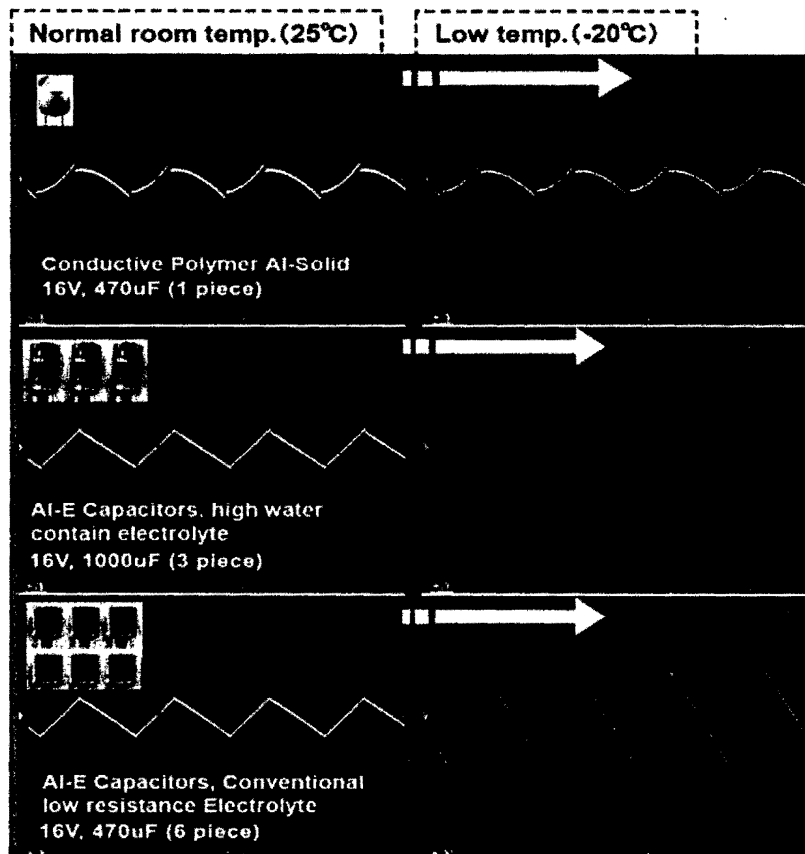 Normal room temp.(25℃)
Low temp.(-20℃)
Conductive Polymer Al-Solid
16V, 470uF (1 piece)
Al-E Capacitors, high water
contain electrolyte
16V, 1000uF (3 piece)
Al-E Capacitors, Conventional
low resistance Electrolyte
16V, 470uF (6 piece)